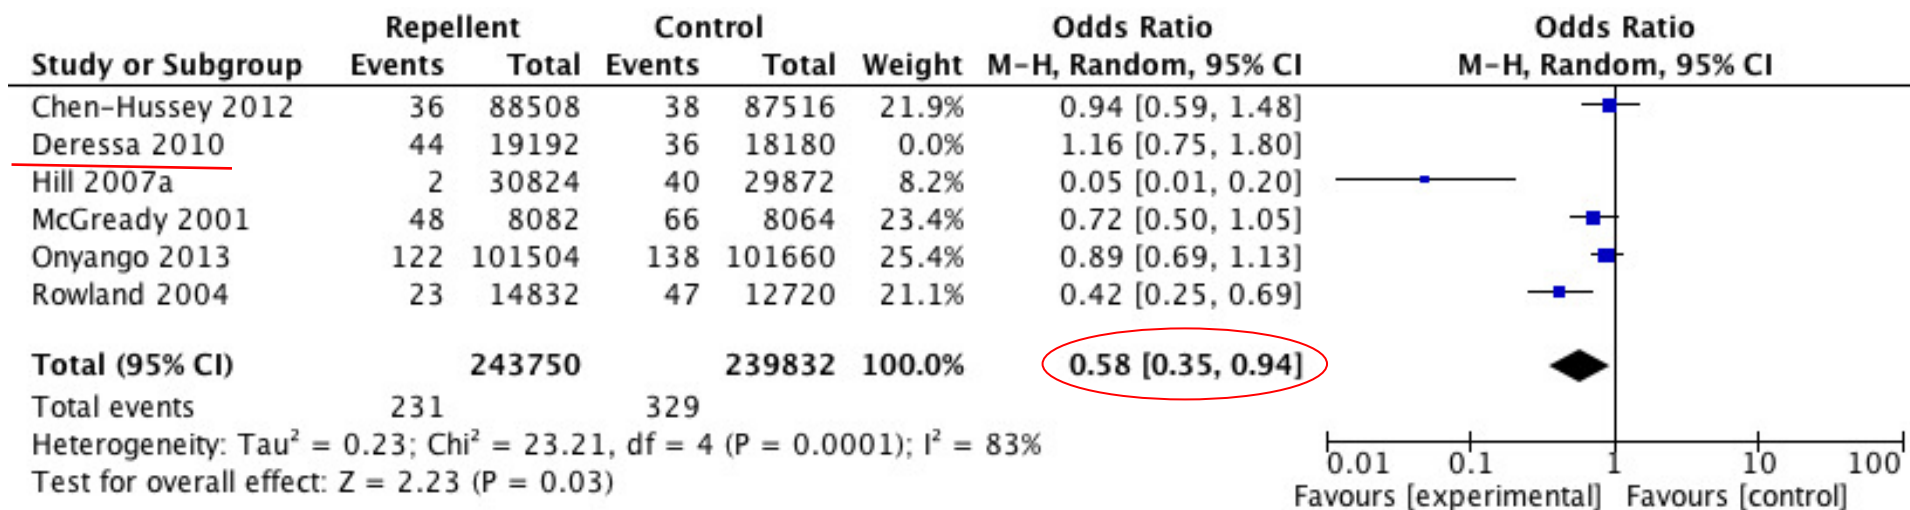 Repellent Control Odds Ratio Odds Ratio
Study or Subgroup Events Total Events Total Weight M-H, Random, 95% CI M-H, Random, 95% CI
Chen-Hussey 2012 36 88508 38 87516 21.9% 0.94 [0.59, 1.48]
Deressa 2010 44 19192 36 18180 0.0% 1.16 [0.75, 1.80]
Hill 2007a 2 30824 40 29872 8.2% 0.05 [0.01, 0.20]
McGready 2001 48 8082 66 8064 23.4% 0.72 [0.50, 1.05]
Onyango 2013 122 101504 138 101660 25.4% 0.89 [0.69, 1.13]
Rowland 2004 23 14832 47 12720 21.1% 0.42 [0.25, 0.69]
Total (95% CI) 243750 239832 100.0% 0.58 [0.35, 0.94]
Total events 231 329
Heterogeneity: Tau² = 0.23; Chi² = 23.21, df = 4 (P = 0.0001); I² = 83%
Test for overall effect: Z = 2.23 (P = 0.03)
0.01 0.1 1 10 100
Favours [experimental] Favours [control]